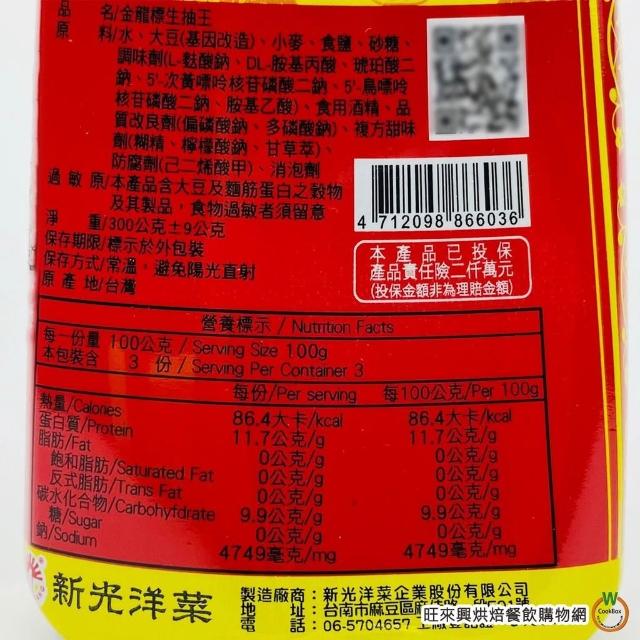 品　名/金龍標生抽王
原　料/水、大豆(基因改造)、小麥、食鹽、砂糖、
調味劑(L-麩酸鈉、DL-胺基丙酸、琥珀酸二
鈉、5'-次黃嘌呤核苷磷酸二鈉、5'-鳥嘌呤
核苷磷酸二鈉、胺基乙酸)、食用酒精、品
質改良劑(偏磷酸鈉、多磷酸鈉)、複方甜味
劑(糊精、檸檬酸鈉、甘草萃)、
防腐劑(己二烯酸甲)、消泡劑
過 敏 原/本產品含大豆及麵筋蛋白之穀物
及其製品，食物過敏者須留意
淨　重/300公克±9公克
保存期限/標示於外包裝
保存方式/常溫，避免陽光直射
原 產 地/台灣
4 712098 866036
本產品已投保
產品責任險二仟萬元
(投保金額非為理賠金額)
營養標示 / Nutrition Facts
每一份量 100公克 / Serving Size 100g
本包裝含 3 份 / Serving Per Container 3
每份/Per serving 每100公克/Per 100g
熱量/Calories 86.4大卡/kcal 86.4大卡/kcal
蛋白質/Protein 11.7公克/g 11.7公克/g
脂肪/Fat 0公克/g 0公克/g
飽和脂肪/Saturated Fat 0公克/g 0公克/g
反式脂肪/Trans Fat 0公克/g 0公克/g
碳水化合物/Carbohyfdrate 9.9公克/g 9.9公克/g
糖/Sugar 0公克/g 0公克/g
鈉/Sodium 4749毫克/mg 4749毫克/mg
新光洋菜
製造廠商：新光洋菜企業股份有限公司
地　址：台南市麻豆區
電　話：06-5704657
旺來興烘焙餐飲購物網
CookBox